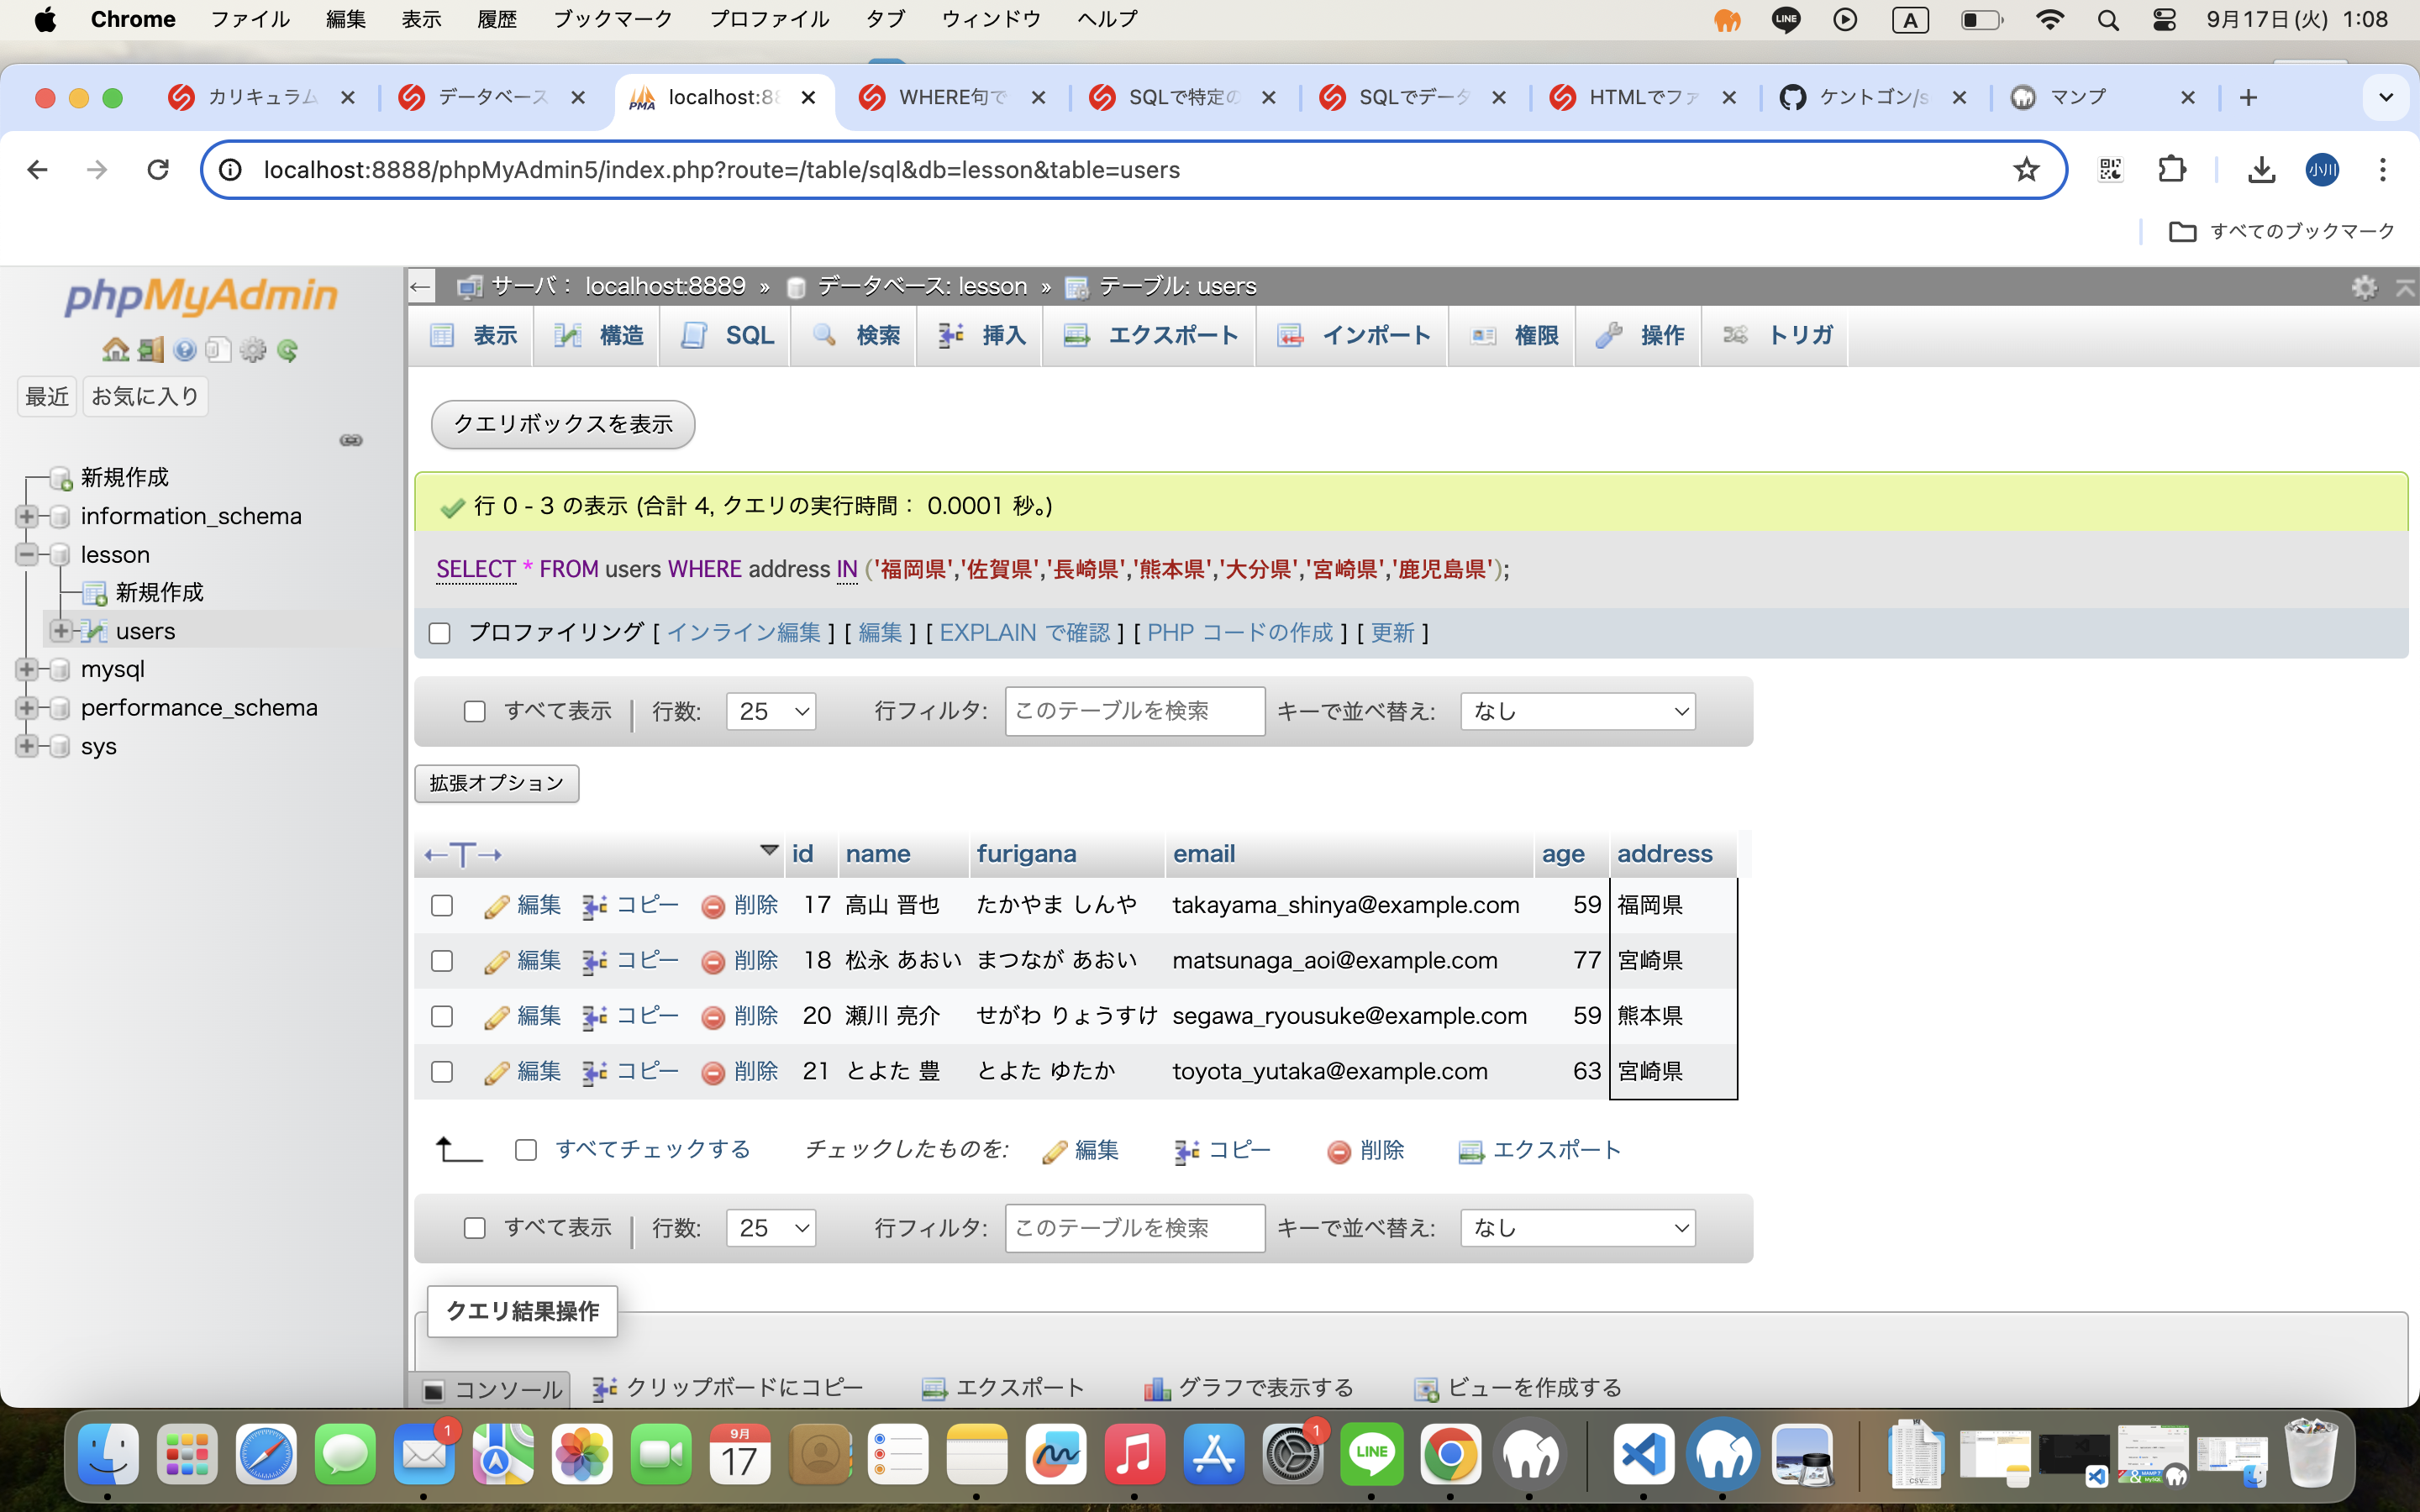 Chrome ファイル 編集 表示 履歴 ブックマーク プロファイル タブ ウィンドウ ヘルプ LINE A 9月17日(火) 1:08
カリキュラム データベース PMA localhost:88 WHERE句で SQLで特定の SQLでデータ HTMLでファ ケントゴン/s マンプ
localhost:8888/phpMyAdmin5/index.php?route=/table/sql&db=lesson&table=users 小川
すべてのブックマーク
phpMyAdmin
最近 お気に入り
新規作成
information_schema
lesson
新規作成
users
mysql
performance_schema
sys
サーバ: localhost:8889 » データベース: lesson » テーブル: users
表示 構造 SQL 検索 挿入 エクスポート インポート 権限 操作 トリガ
クエリボックスを表示
行 0 - 3 の表示 (合計 4, クエリの実行時間: 0.0001 秒。)
SELECT * FROM users WHERE address IN ('福岡県','佐賀県','長崎県','熊本県','大分県','宮崎県','鹿児島県');
プロファイリング [ インライン編集 ] [ 編集 ] [ EXPLAIN で確認 ] [ PHP コードの作成 ] [ 更新 ]
すべて表示 行数: 25 行フィルタ: このテーブルを検索 キーで並べ替え: なし
拡張オプション
←T→ id name furigana email age address
編集 コピー 削除 17 高山 晋也 たかやま しんや takayama_shinya@example.com 59 福岡県
編集 コピー 削除 18 松永 あおい まつなが あおい matsunaga_aoi@example.com 77 宮崎県
編集 コピー 削除 20 瀬川 亮介 せがわ りょうすけ segawa_ryousuke@example.com 59 熊本県
編集 コピー 削除 21 とよた 豊 とよた ゆたか toyota_yutaka@example.com 63 宮崎県
すべてチェックする チェックしたものを: 編集 コピー 削除 エクスポート
すべて表示 行数: 25 行フィルタ: このテーブルを検索 キーで並べ替え: なし
クエリ結果操作
コンソール クリップボードにコピー エクスポート グラフで表示する ビューを作成する
1 9月 17 1 LINE CSV